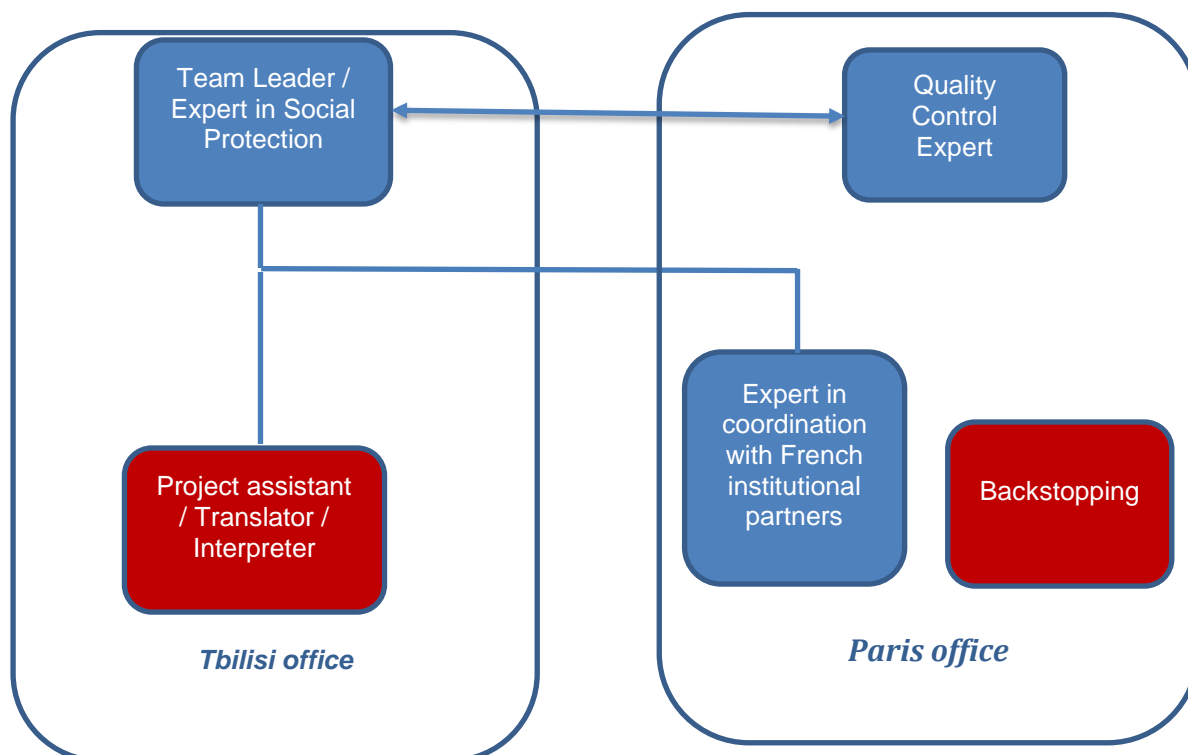 Team Leader /
Expert in Social
Protection
Quality
Control
Expert
Expert in
coordination
with French
institutional
partners
Project assistant
/ Translator /
Interpreter
Backstopping
Tbilisi office
Paris office